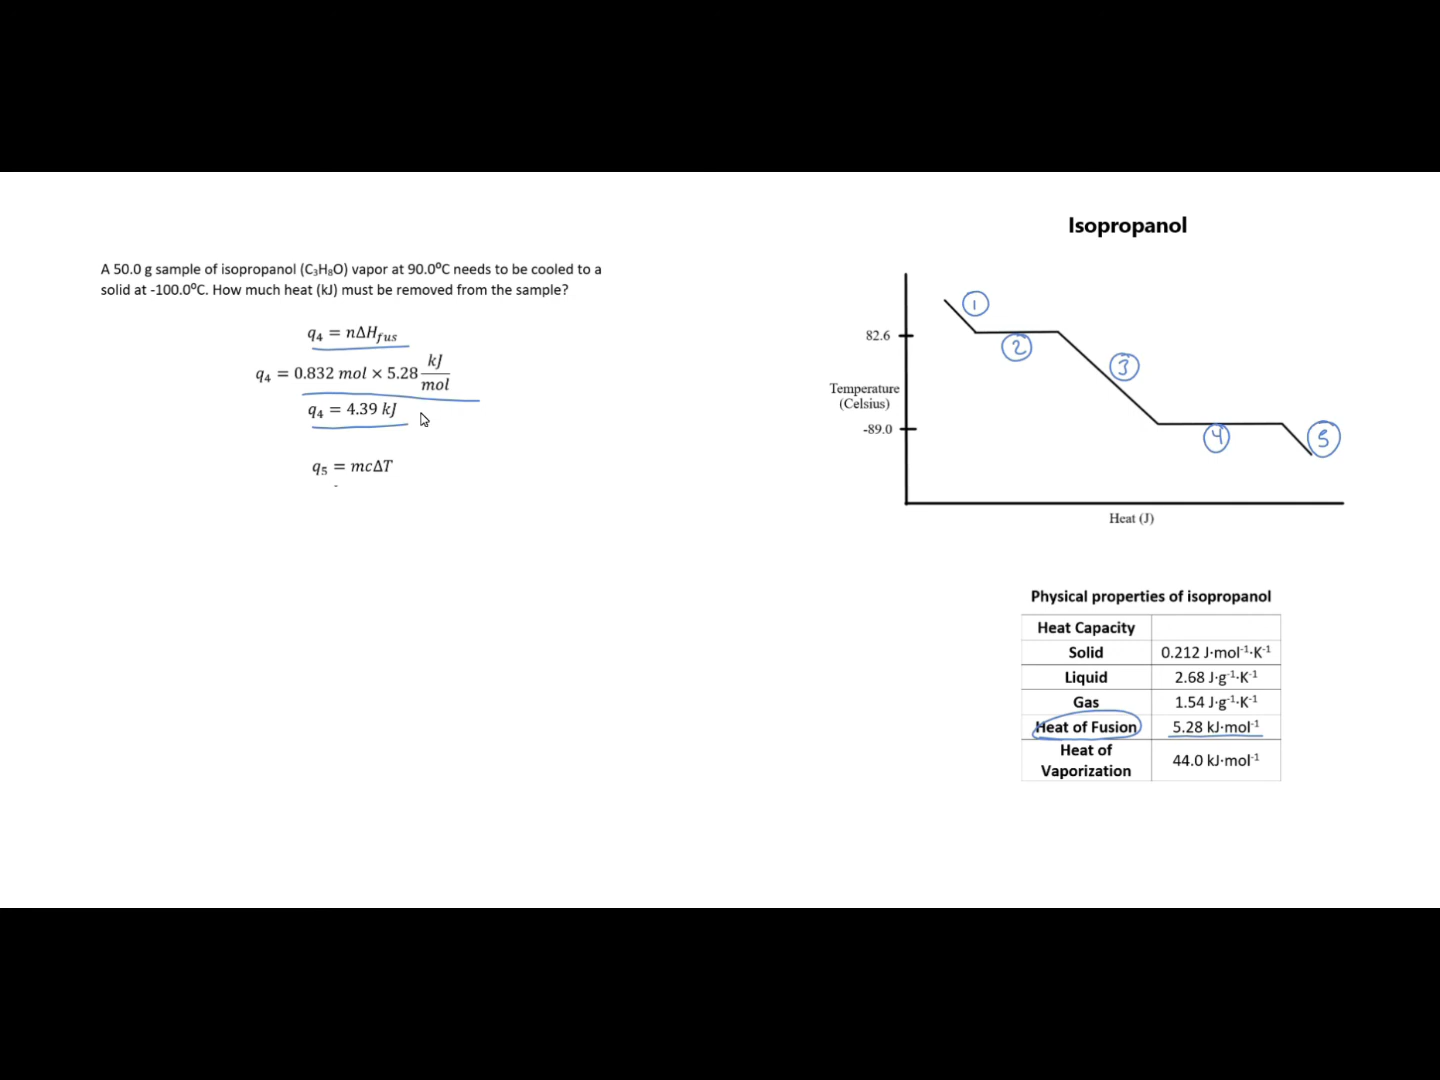 Isopropanol
A 50.0 g sample of isopropanol (C₃H₈O) vapor at 90.0⁰C needs to be cooled to a
solid at -100.0⁰C. How much heat (kJ) must be removed from the sample?
q₄ = nΔH_fus
q₄ = 0.832 mol × 5.28 kJ/mol
q₄ = 4.39 kJ
q₅ = mcΔT
82.6
Temperature
(Celsius)
-89.0
1
2
3
4
5
Heat (J)
Physical properties of isopropanol
Heat Capacity
Solid 0.212 J·mol⁻¹·K⁻¹
Liquid 2.68 J·g⁻¹·K⁻¹
Gas 1.54 J·g⁻¹·K⁻¹
Heat of Fusion 5.28 kJ·mol⁻¹
Heat of
Vaporization 44.0 kJ·mol⁻¹